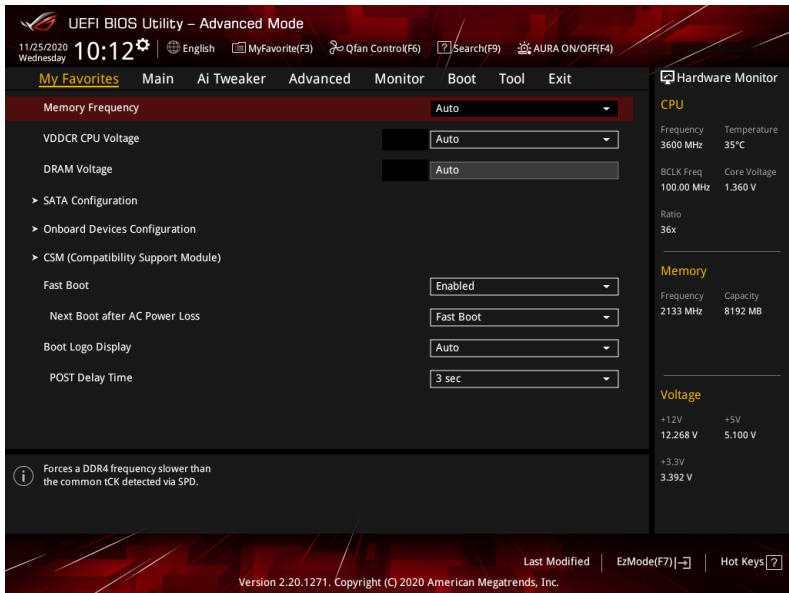 UEFI BIOS Utility – Advanced Mode
11/25/2020
Wednesday
10:12
English
MyFavorite(F3)
Qfan Control(F6)
? Search(F9)
AURA ON/OFF(F4)
My Favorites Main Ai Tweaker Advanced Monitor Boot Tool Exit
Memory Frequency Auto
VDDCR CPU Voltage Auto
DRAM Voltage Auto
SATA Configuration
Onboard Devices Configuration
CSM (Compatibility Support Module)
Fast Boot Enabled
Next Boot after AC Power Loss Fast Boot
Boot Logo Display Auto
POST Delay Time 3 sec
i
Forces a DDR4 frequency slower than
the common tCK detected via SPD.
Hardware Monitor
CPU
Frequency Temperature
3600 MHz 35°C
BCLK Freq Core Voltage
100.00 MHz 1.360 V
Ratio
36x
Memory
Frequency Capacity
2133 MHz 8192 MB
Voltage
+12V +5V
12.268 V 5.100 V
+3.3V
3.392 V
Last Modified EzMode(F7) Hot Keys ?
Version 2.20.1271. Copyright (C) 2020 American Megatrends, Inc.